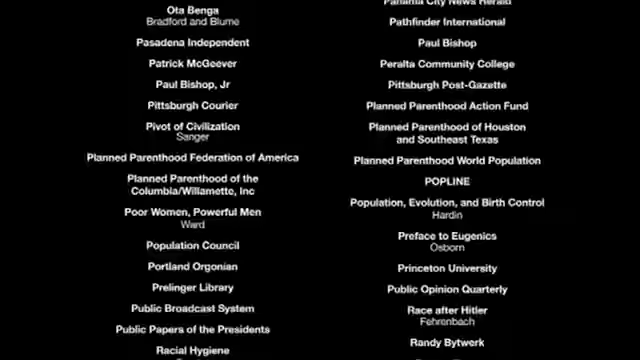 Ota Benga
Bradford and Blume
Pasadena Independent
Patrick McGeever
Paul Bishop, Jr
Pittsburgh Courier
Pivot of Civilization
Sanger
Planned Parenthood Federation of America
Planned Parenthood of the
Columbia/Willamette, Inc
Poor Women, Powerful Men
Ward
Population Council
Portland Orgonian
Prelinger Library
Public Broadcast System
Public Papers of the Presidents
Racial Hygiene
Panama City News Herald
Pathfinder International
Paul Bishop
Peralta Community College
Pittsburgh Post-Gazette
Planned Parenthood Action Fund
Planned Parenthood of Houston
and Southeast Texas
Planned Parenthood World Population
POPLINE
Population, Evolution, and Birth Control
Hardin
Preface to Eugenics
Osborn
Princeton University
Public Opinion Quarterly
Race after Hitler
Fehrenbach
Randy Bytwerk